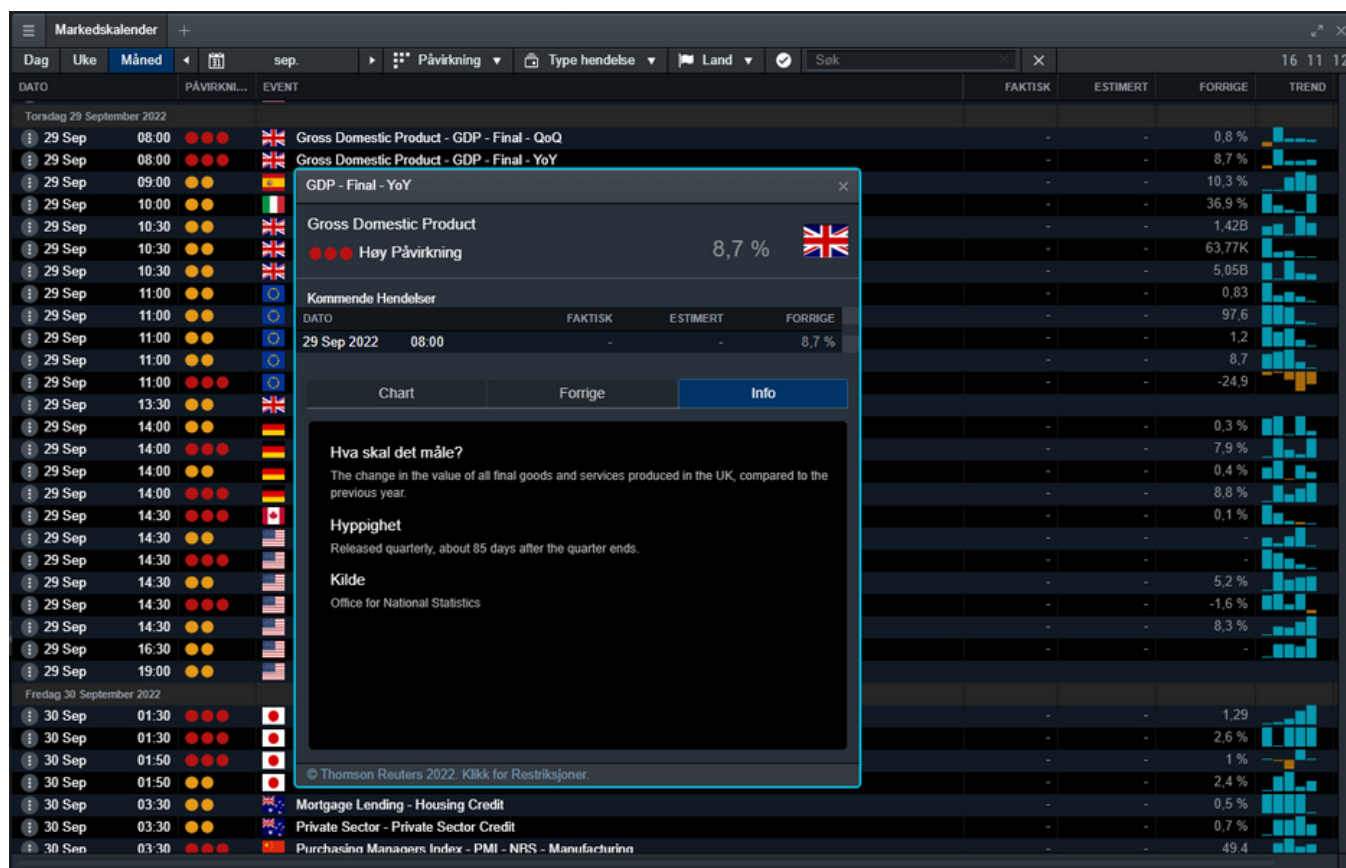 Markedskalender
Dag Uke Måned 31 sep. Påvirkning Type hendelse Land Søk 16 11 12
DATO PÅVIRKNI... EVENT FAKTISK ESTIMERT FORRIGE TREND
Torsdag 29 September 2022
29 Sep 08:00 Gross Domestic Product - GDP - Final - QoQ - - 0,8 %
29 Sep 08:00 Gross Domestic Product - GDP - Final - YoY - - 8,7 %
29 Sep 09:00 - - 10,3 %
29 Sep 10:00 - - 36,9 %
29 Sep 10:30 - - 1,42B
29 Sep 10:30 - - 63,77K
29 Sep 10:30 - - 5,05B
29 Sep 11:00 - - 0,83
29 Sep 11:00 - - 97,6
29 Sep 11:00 - - 1,2
29 Sep 11:00 - - 8,7
29 Sep 11:00 - - -24,9
29 Sep 13:30
29 Sep 14:00 - - 0,3 %
29 Sep 14:00 - - 7,9 %
29 Sep 14:00 - - 0,4 %
29 Sep 14:00 - - 8,8 %
29 Sep 14:30 - - 0,1 %
29 Sep 14:30 - - -
29 Sep 14:30 - - -
29 Sep 14:30 - - 5,2 %
29 Sep 14:30 - - -1,6 %
29 Sep 14:30 - - 8,3 %
29 Sep 16:30 - - -
29 Sep 19:00
Fredag 30 September 2022
30 Sep 01:30 - - 1,29
30 Sep 01:30 - - 2,6 %
30 Sep 01:50 - - 1 %
30 Sep 01:50 - - 2,4 %
30 Sep 03:30 Mortgage Lending - Housing Credit - - 0,5 %
30 Sep 03:30 Private Sector - Private Sector Credit - - 0,7 %
30 Sep 03:30 Purchasing Managers Index - PMI - NBS - Manufacturing - - 49,4
GDP - Final - YoY
Gross Domestic Product
Høy Påvirkning 8,7 %
Kommende Hendelser
DATO FAKTISK ESTIMERT FORRIGE
29 Sep 2022 08:00 - - 8,7 %
Chart Forrige Info
Hva skal det måle?
The change in the value of all final goods and services produced in the UK, compared to the
previous year.
Hyppighet
Released quarterly, about 85 days after the quarter ends.
Kilde
Office for National Statistics
© Thomson Reuters 2022. Klikk for Restriksjoner.